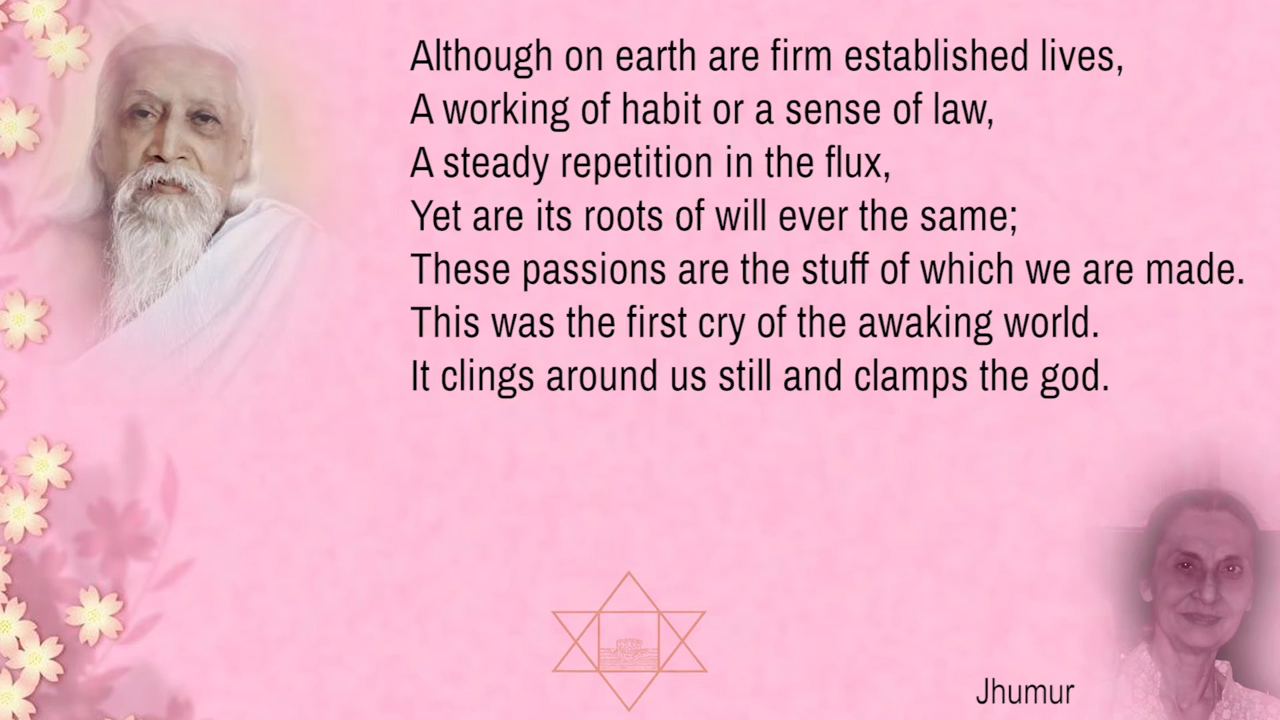 Although on earth are firm established lives,
A working of habit or a sense of law,
A steady repetition in the flux,
Yet are its roots of will ever the same;
These passions are the stuff of which we are made.
This was the first cry of the awaking world.
It clings around us still and clamps the god.
Jhumur